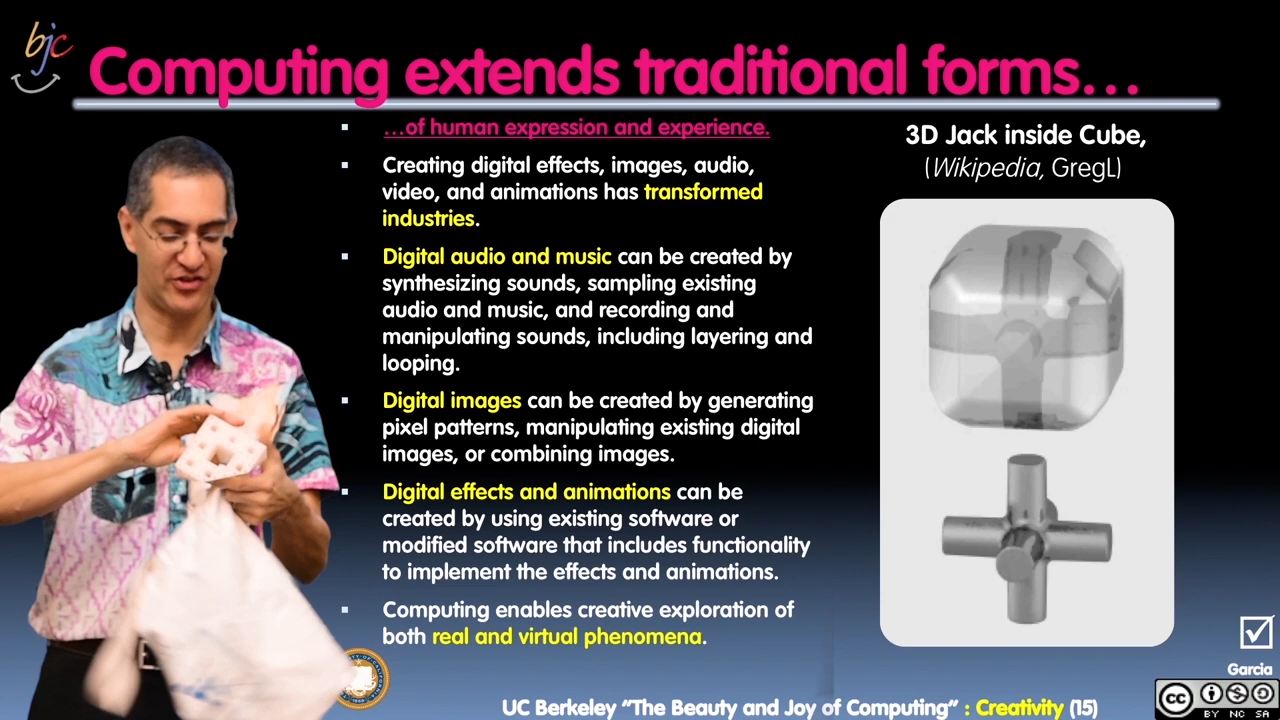 bjc
Computing extends traditional forms…
…of human expression and experience.
Creating digital effects, images, audio,
video, and animations has transformed
industries.
Digital audio and music can be created by
synthesizing sounds, sampling existing
audio and music, and recording and
manipulating sounds, including layering and
looping.
Digital images can be created by generating
pixel patterns, manipulating existing digital
images, or combining images.
Digital effects and animations can be
created by using existing software or
modified software that includes functionality
to implement the effects and animations.
Computing enables creative exploration of
both real and virtual phenomena.
3D Jack inside Cube,
(Wikipedia, GregL)
Garcia
cc
BY NC SA
UC Berkeley “The Beauty and Joy of Computing” : Creativity (15)